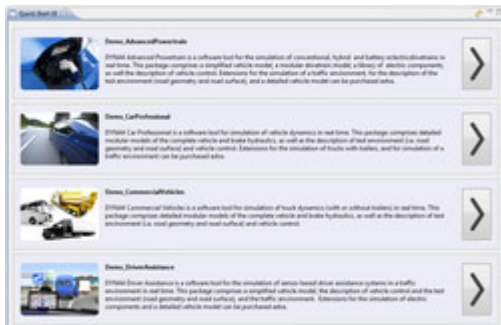 Quick Start
Demo_AdvancedPowertrain
DYNA4 Advanced Powertrain is a software tool for the simulation of conventional, hybrid and battery electric drivetrains in
real time. This package comprises a simplified vehicle model, a modular drivetrain model, a library of electric components,
as well the description of vehicle control. Extensions for the simulation of a traffic environment, for the description of the
test environment (road geometry and road surface), and a detailed vehicle model can be purchased extra.
Demo_CarProfessional
DYNA4 Car Professional is a software tool for simulation of vehicle dynamics in real time. This package comprises detailed
modular models of the complete vehicle and brake hydraulics, as well as the description of test environment (i.e. road
geometry and road surface) and vehicle control. Extensions for the simulation of trucks with trailers, and for simulation of a
traffic environment can be purchased extra.
Demo_CommercialVehicles
DYNA4 Commercial Vehicles is a software tool for simulation of truck dynamics (with or without trailers) in real time. This
package comprises detailed modular models of the complete vehicle and brake hydraulics, as well as the description of test
environment (i.e. road geometry and road surface) and vehicle control.
Demo_DriverAssistance
DYNA4 Driver Assistance is a software tool for the simulation of sensor based driver assistance systems in a traffic
environment in real time. This package comprises a simplified vehicle model, the description of vehicle control and the test
environment (road geometry and road surface), and the traffic environment. Extensions for the simulation of electric
components and a detailed vehicle model can be purchased extra.